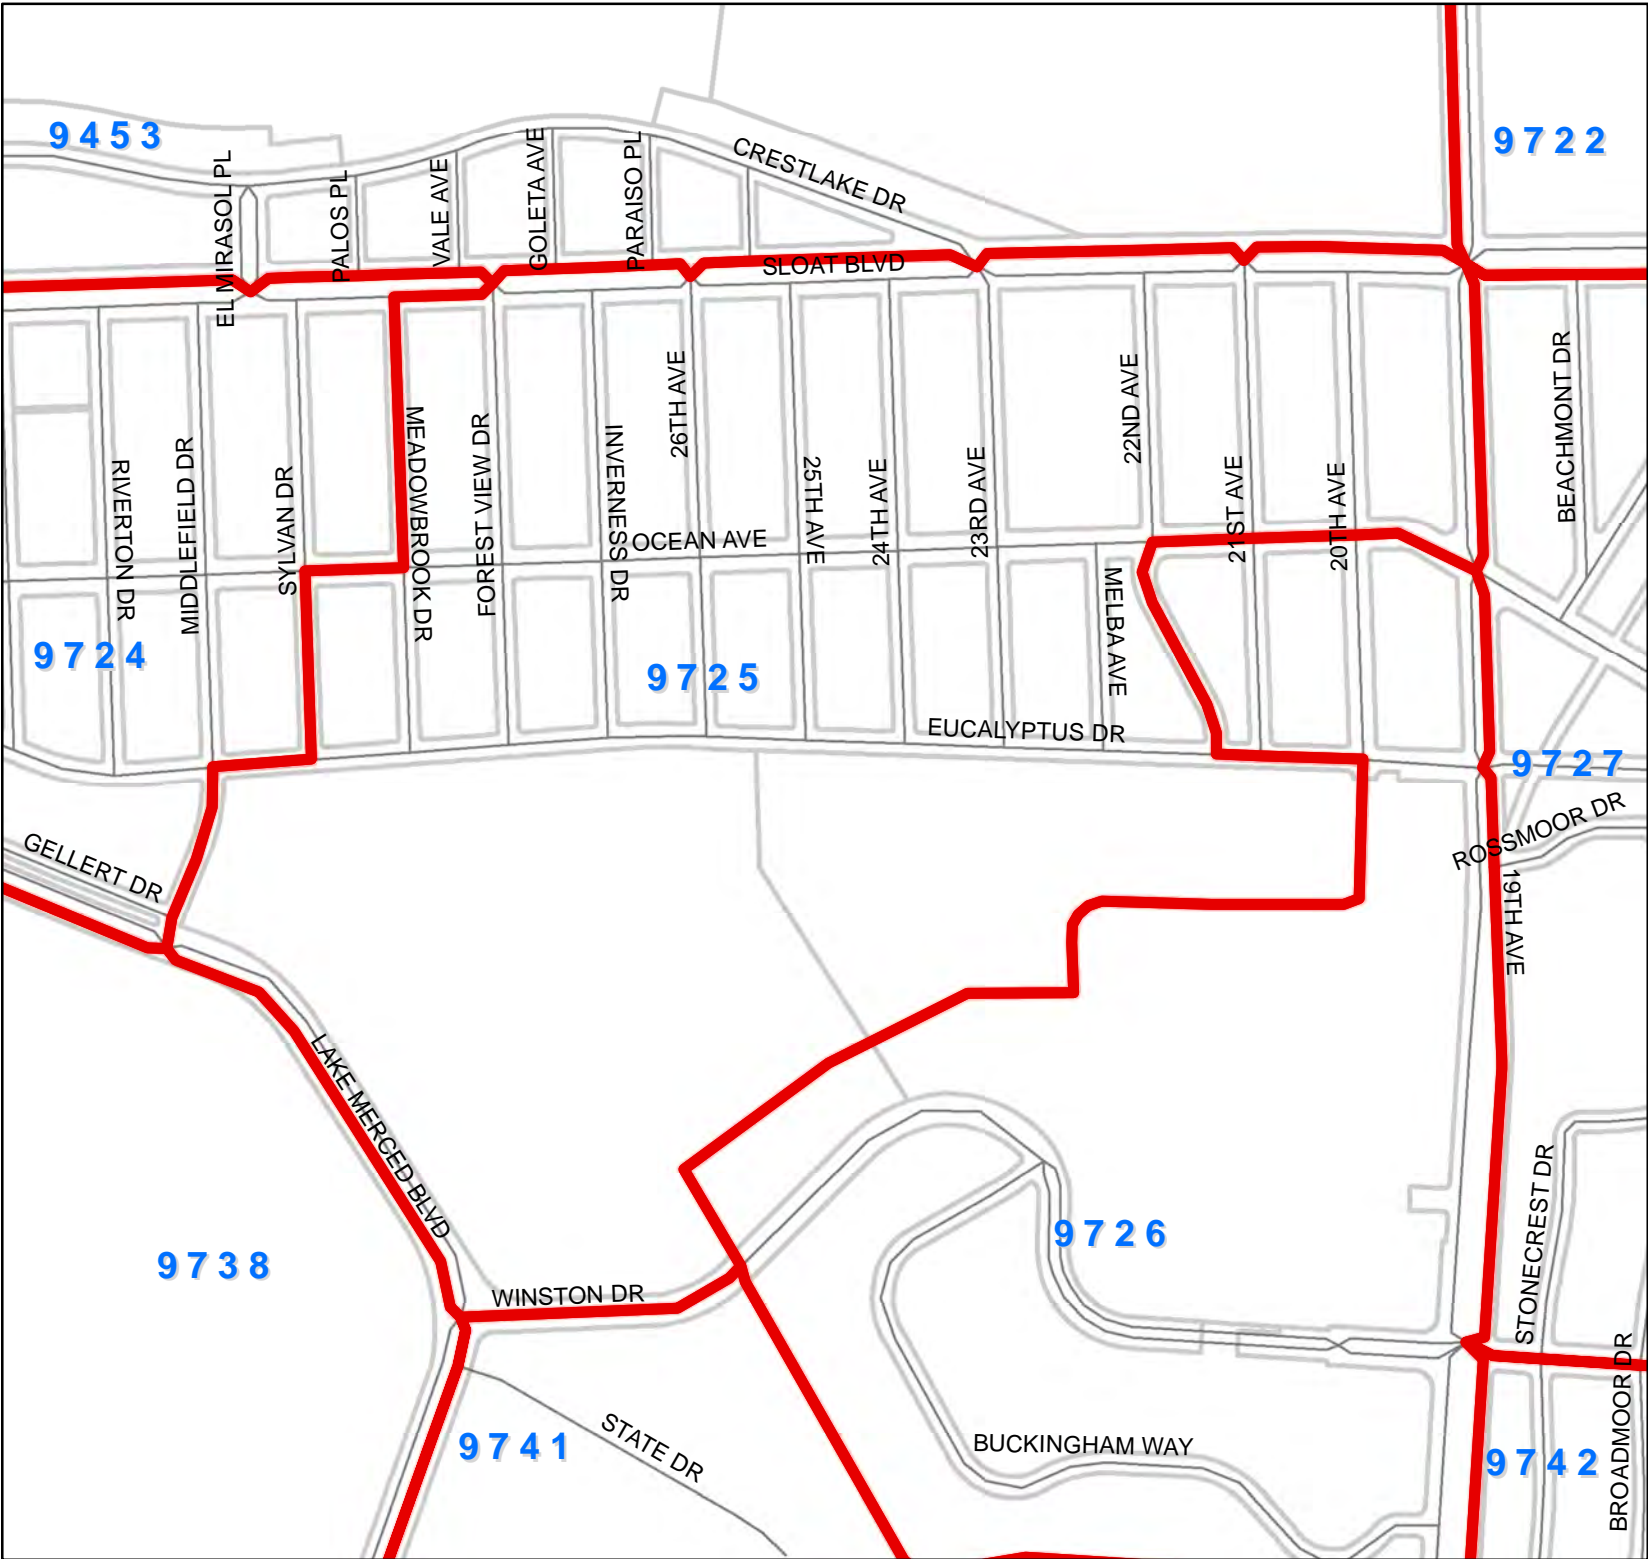 9453
9722
CRESTLAKE DR
EL MIRASOL PL
PALOS PL
VALE AVE
GOLETA AVE
PARAISO PL
SLOAT BLVD
RIVERTON DR
MIDDLEFIELD DR
SYLVAN DR
MEADOWBROOK DR
FOREST VIEW DR
INVERNESS DR
26TH AVE
25TH AVE
24TH AVE
23RD AVE
22ND AVE
21ST AVE
20TH AVE
BEACHMONT DR
OCEAN AVE
MELBA AVE
9724
9725
EUCALYPTUS DR
9727
ROSSMOOR DR
GELLERT DR
19TH AVE
LAKE MERCED BLVD
9738
9726
STONECREST DR
WINSTON DR
STATE DR
9741
BUCKINGHAM WAY
9742
BROADMOOR DR